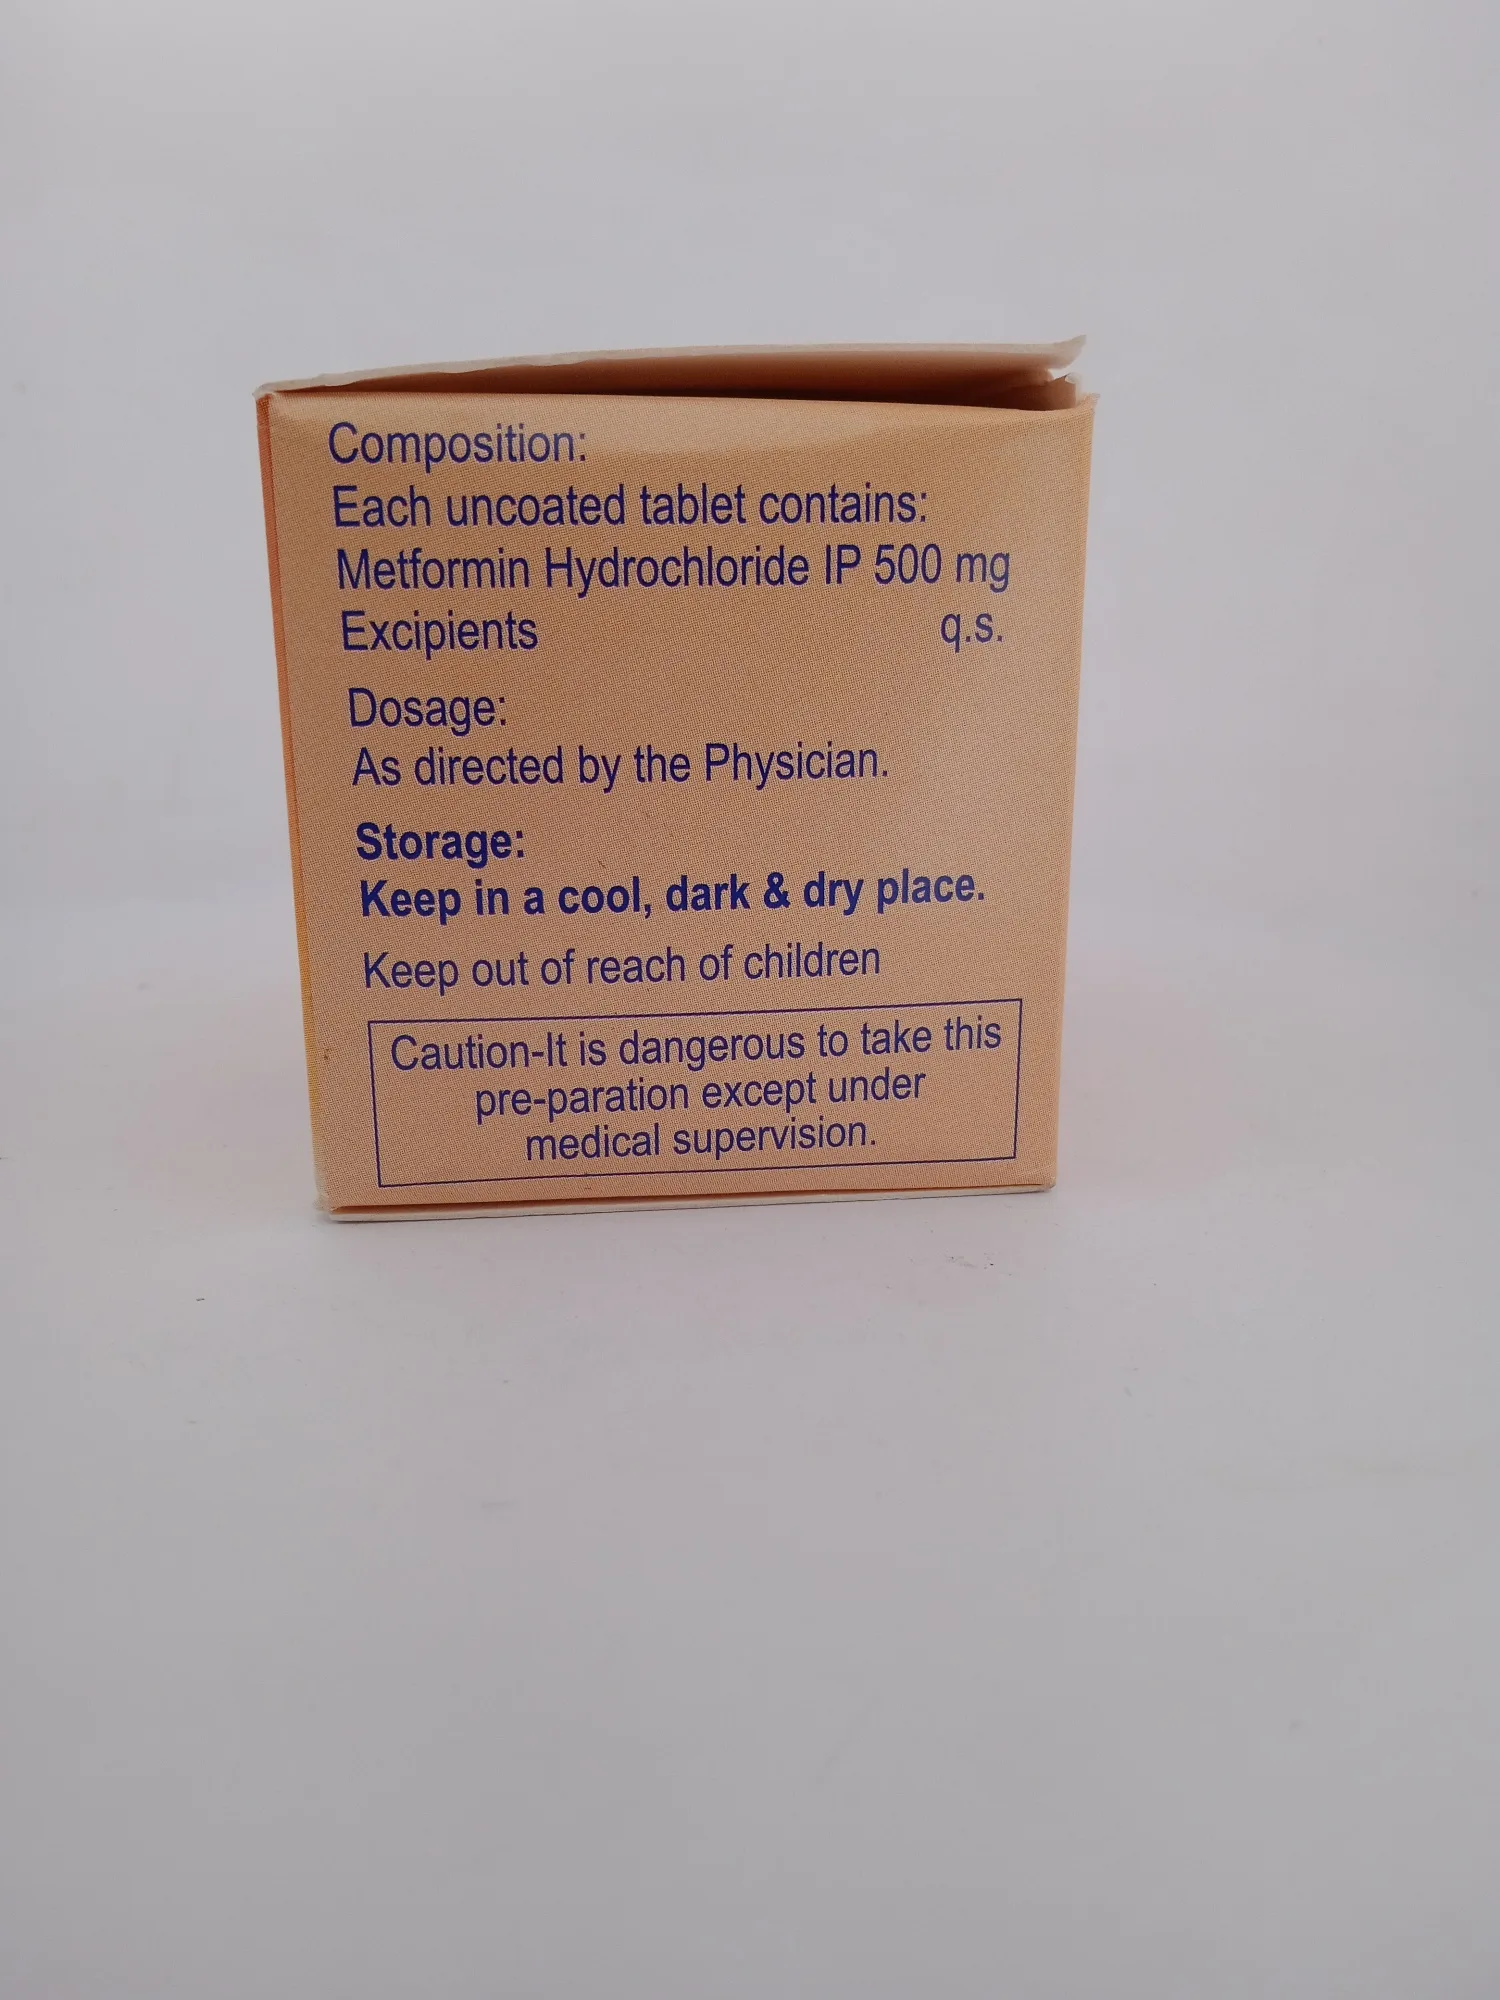 Composition:
Each uncoated tablet contains:
Metformin Hydrochloride IP 500 mg
Excipients q.s.
Dosage:
As directed by the Physician.
Storage:
Keep in a cool, dark & dry place.
Keep out of reach of children
Caution-It is dangerous to take this
pre-paration except under
medical supervision.